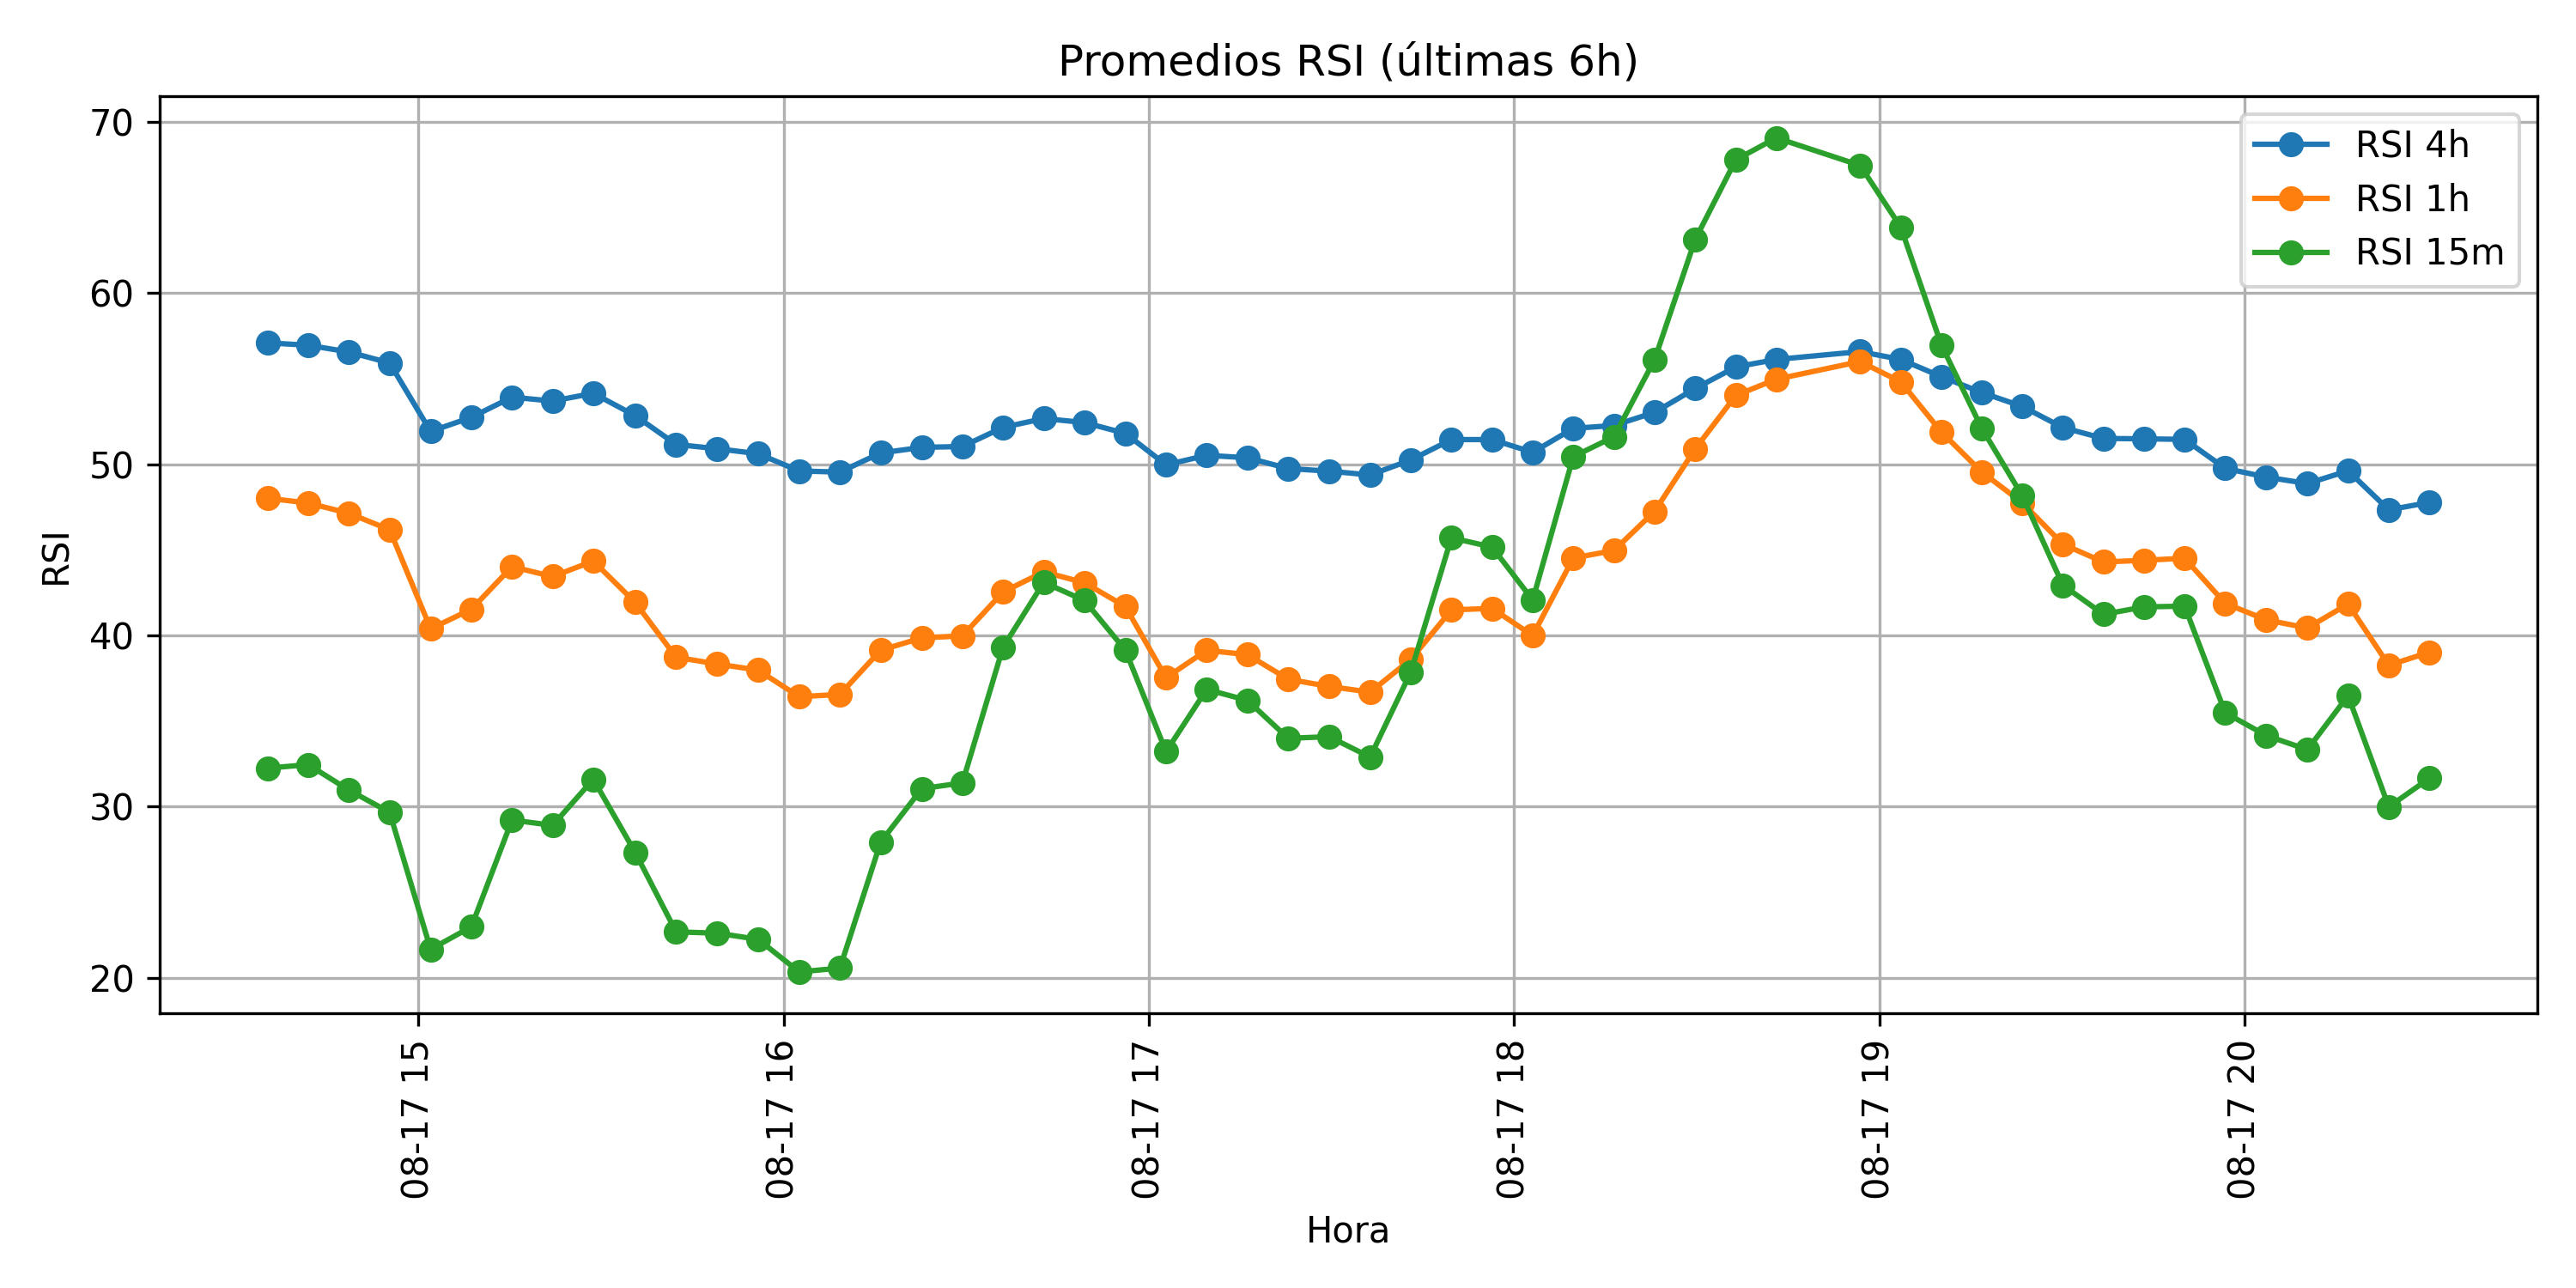 Promedios RSI (últimas 6h)
RSI 4h
RSI 1h
RSI 15m
RSI
70
60
50
40
30
20
08-17 15
08-17 16
08-17 17
08-17 18
08-17 19
08-17 20
Hora